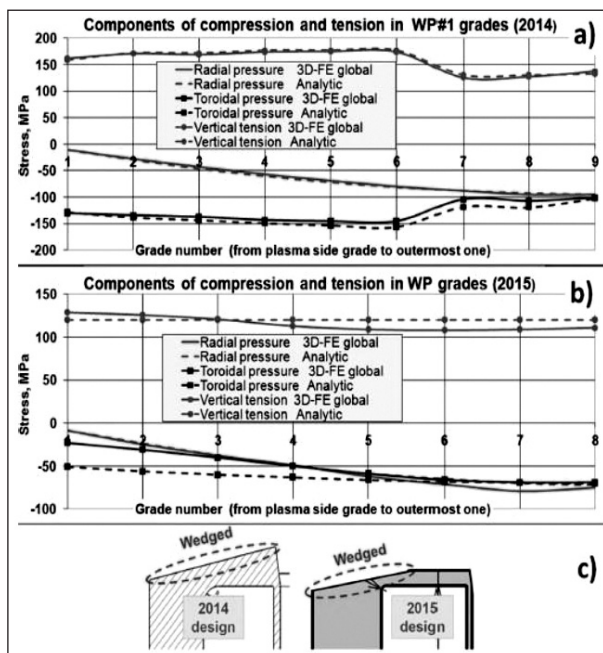 Components of compression and tension in WP#1 grades (2014)
a)
200
150
100
50
0
-50
-100
-150
-200
Stress, MPa
Radial pressure 3D-FE global
Radial pressure Analytic
Toroidal pressure 3D-FE global
Toroidal pressure Analytic
Vertical tension 3D-FE global
Vertical tension Analytic
1 2 3 4 5 6 7 8 9
Grade number (from plasma side grade to outermost one)
Components of compression and tension in WP grades (2015)
b)
150
100
50
0
-50
-100
Stress, MPa
Radial pressure 3D-FE global
Radial pressure Analytic
Toroidal pressure 3D-FE global
Toroidal pressure Analytic
Vertical tension 3D-FE global
Vertical tension Analytic
2 3 4 5 6 7 8
Grade number (from plasma side grade to outermost one)
c)
Wedged
2014
design
Wedged
2015
design